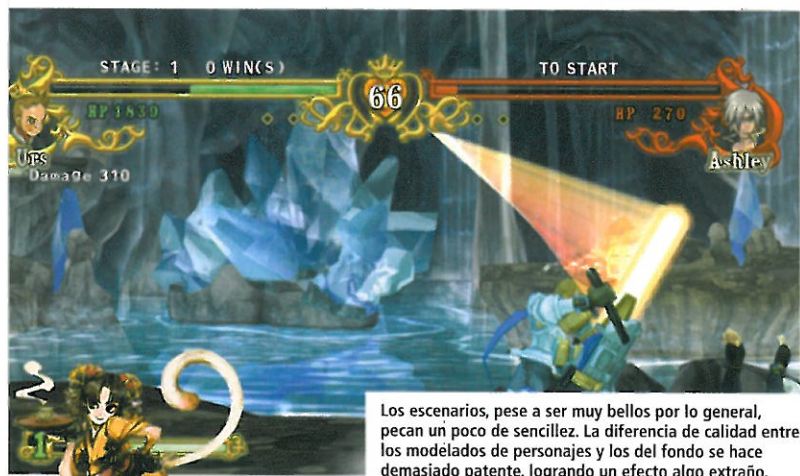 STAGE: 1 0 WIN(S)
TO START
66
HP 1830
HP 270
Ups
Ashley
Damage 310
1
Los escenarios, pese a ser muy bellos por lo general,
pecan un poco de sencillez. La diferencia de calidad entre
los modelados de personajes y los del fondo se hace
demasiado patente, logrando un efecto algo extraño.